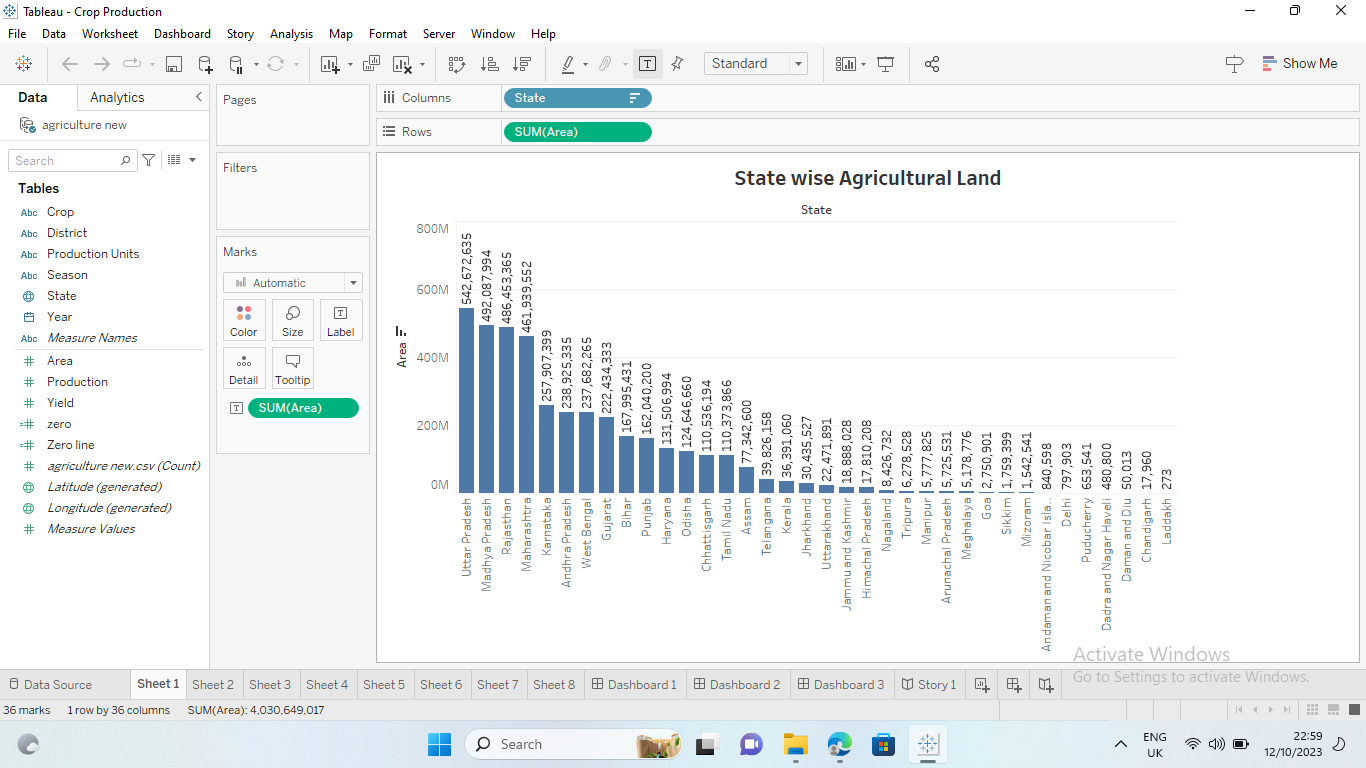 Tableau - Crop Production
File Data Worksheet Dashboard Story Analysis Map Format Server Window Help
Standard
Show Me
Data Analytics
agriculture new
Search
Tables
Abc Crop
Abc District
Abc Production Units
Abc Season
State
Year
Abc Measure Names
Area
Production
Yield
zero
Zero line
agriculture new.csv (Count)
Latitude (generated)
Longitude (generated)
Measure Values
Pages
Filters
Marks
Automatic
Color Size Label
Detail Tooltip
SUM(Area)
Columns State
Rows SUM(Area)
State wise Agricultural Land
State
Area
800M
600M
400M
200M
0M
542,672,635
492,087,994
486,453,365
461,939,552
257,907,399
238,925,335
237,682,265
222,434,333
167,995,431
162,040,200
131,506,994
124,646,660
110,536,194
110,373,866
77,342,600
39,826,158
36,391,060
30,435,527
22,471,891
18,888,028
17,810,208
8,426,732
6,278,528
5,777,825
5,725,531
5,178,776
2,750,901
1,759,399
1,542,541
840,598
797,903
653,541
480,800
50,013
17,960
273
Uttar Pradesh
Madhya Pradesh
Rajasthan
Maharashtra
Karnataka
Andhra Pradesh
West Bengal
Gujarat
Bihar
Punjab
Haryana
Odisha
Chhattisgarh
Tamil Nadu
Assam
Telangana
Kerala
Jharkhand
Uttarakhand
Jammu and Kashmir
Himachal Pradesh
Nagaland
Tripura
Manipur
Arunachal Pradesh
Meghalaya
Goa
Sikkim
Mizoram
Andaman and Nicobar Isla..
Delhi
Puducherry
Dadra and Nagar Haveli
Daman and Diu
Chandigarh
Laddakh
Activate Windows
Go to Settings to activate Windows.
Data Source Sheet 1 Sheet 2 Sheet 3 Sheet 4 Sheet 5 Sheet 6 Sheet 7 Sheet 8 Dashboard 1 Dashboard 2 Dashboard 3 Story 1
36 marks 1 row by 36 columns SUM(Area): 4,030,649,017
Search
ENG
UK
22:59
12/10/2023